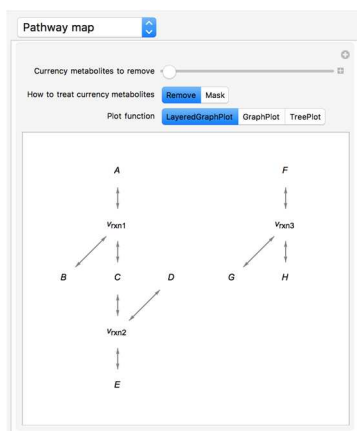 Pathway map
Currency metabolites to remove
How to treat currency metabolites Remove Mask
Plot function LayeredGraphPlot GraphPlot TreePlot
A F
vrxn1 vrxn3
B C D G H
vrxn2
E